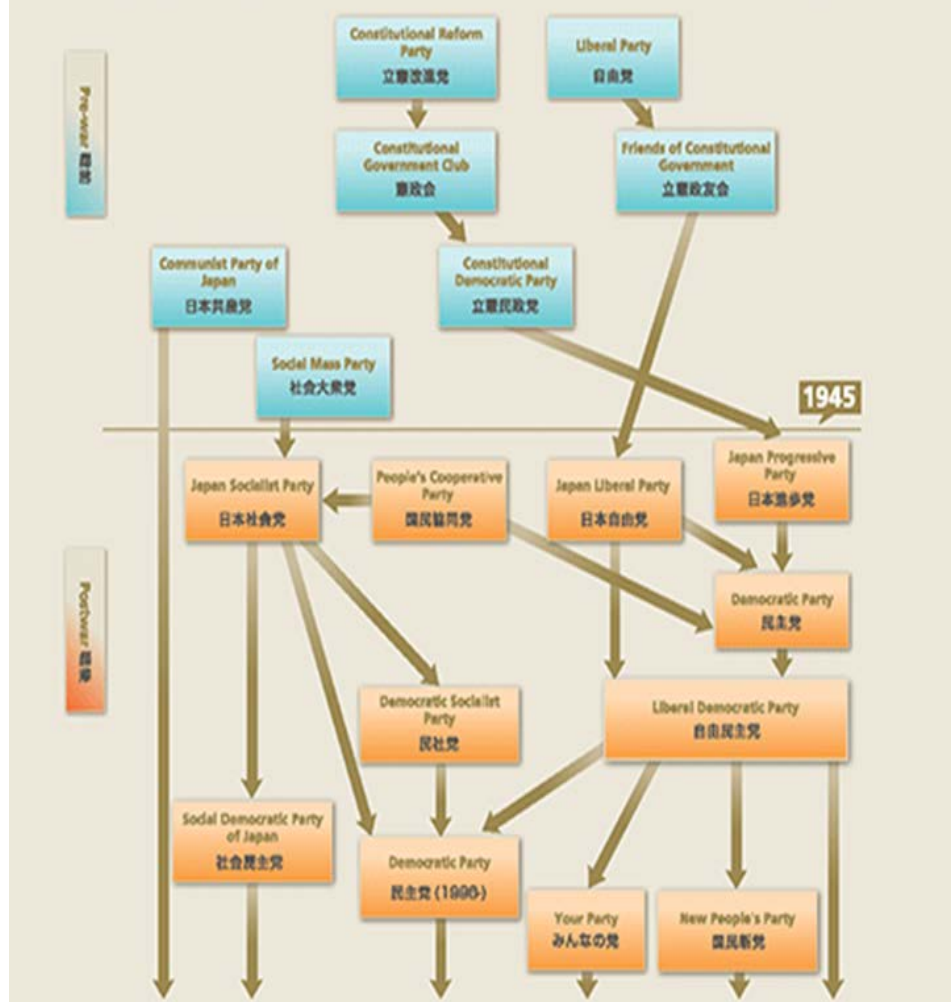 Constitutional Reform
Party
立憲改進党
Liberal Party
自由党
Pre-war 戦前
Constitutional
Government Club
憲政会
Friends of Constitutional
Government
立憲政友会
Communist Party of
Japan
日本共産党
Constitutional
Democratic Party
立憲民政党
Social Mass Party
社会大衆党
1945
Japan Socialist Party
日本社会党
People's Cooperative
Party
国民協同党
Japan Liberal Party
日本自由党
Japan Progressive
Party
日本進歩党
Postwar 戦後
Democratic Party
民主党
Democratic Socialist
Party
民社党
Liberal Democratic Party
自由民主党
Social Democratic Party
of Japan
社会民主党
Democratic Party
民主党 (1996-)
Your Party
みんなの党
New People's Party
国民新党